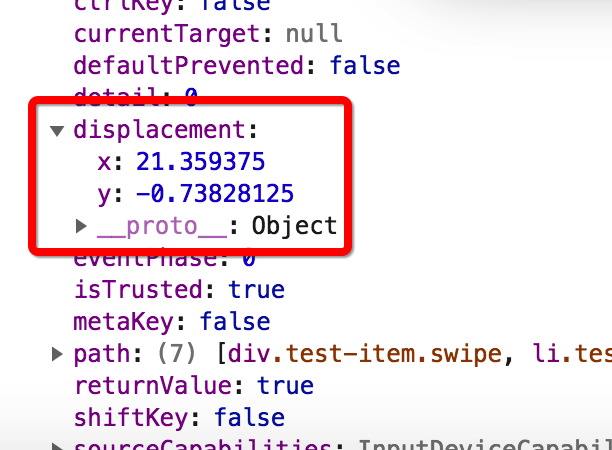 ctrlKey: false
currentTarget: null
defaultPrevented: false
detail: 0
▼ displacement:
x: 21.359375
y: -0.73828125
▶ __proto__: Object
eventPhase: 0
isTrusted: true
metaKey: false
▶ path: (7) [div.test-item.swipe, li.tes
returnValue: true
shiftKey: false
▶ sourceCapabilities: InputDeviceCapabil